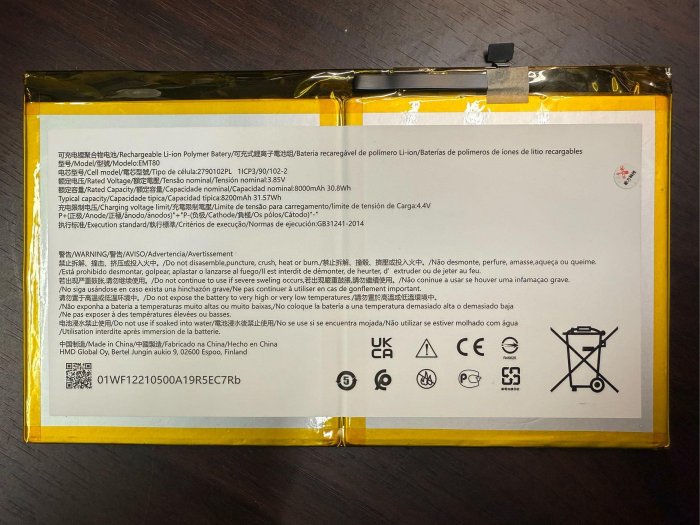 可充电锂聚合物电池/Rechargeable Li-ion Polymer Batery/可充式鋰離子電池組/Bateria recaregável de polímero Li-ion/Baterías de polímeros de iones de litio recargables
型号/Model/型號/Modelo:EMT80
电芯型号/Cell model/電芯型号/Tipo de célula:2790102PL 1ICP3/90/102-2
额定电压/Rated Voltage/Tensão nominal/Tensión nominal:3.85V
额定容量/Rated Capacity/額定容量/Capacidade nominal/Capacidad nominal:8000mAh 30.8Wh
Typical capacity/Capacidade típica/Capacidad típica:8200mAh 31.57Wh
充电限制电压/Charging voltage limit/充電限制電壓/Limite de tensão para carregamento/limite de tensión de Carga:4.4V
P+(正极/Anode/正極/ânodo/ánodos)"+"P-(负极/Cathode/負極/Os pólos/Cátodo)"-"
执行标准/Execution standard/執行標準/Critérios de execução/Normas de ejecución:GB31241-2014
警告/WARNING/警告/AVISO/Advertencia/Avertissement
禁止拆解、撞击、挤压或投入火中。/Do not disasemble,puncture, crush, heat or burn./禁止拆解、撞擊、擠壓或投入火中。/Não desmonte, perfure, amasse,aqueça ou queime.
/Está prohibido desmontar, golpear, aplastar o lanzarse al fuego/Il est interdit de démonter, de heurter, d' extruder ou de jeter au feu.
若出现严重鼓胀,请勿继续使用。/Do not continue to use if severe sweling occurs,若出現嚴重鼓脹,請勿繼續使用。/Não continue a usar se houver uma infamaçao grave.
/No siga usándose en caso exista una hinchazón grave/Ne pas continuer à utiliser en cas de gonflement grave.
请勿置于高温或低温环境中。/Do not expose the battery to very high or very low temperatures./請勿置於高溫或低溫環境中。
/Não exponha a bateria a temperaturas muito altas ou muito baixas,/No coloque la bateria a una temperatura demasiado alta o demasiado baja
/Ne pas exposer à des températures élevées ou basses.
电池浸水禁止使用/Do not use if soaked into water/電池浸水後禁止使用。/No se use si se encuentra mojada/Não utilizar se estiver molhado com água
/Utilisation interdite après immersion de la batterie.
中国制造/Made in China/中國製造/Fabricado na China/Hecho en China
HMD Global Oy, Bertel Jungin aukio 9, 02600 Espoo, Finland
01WF12210500A19R5EC7Rb
UK CA
CE
5